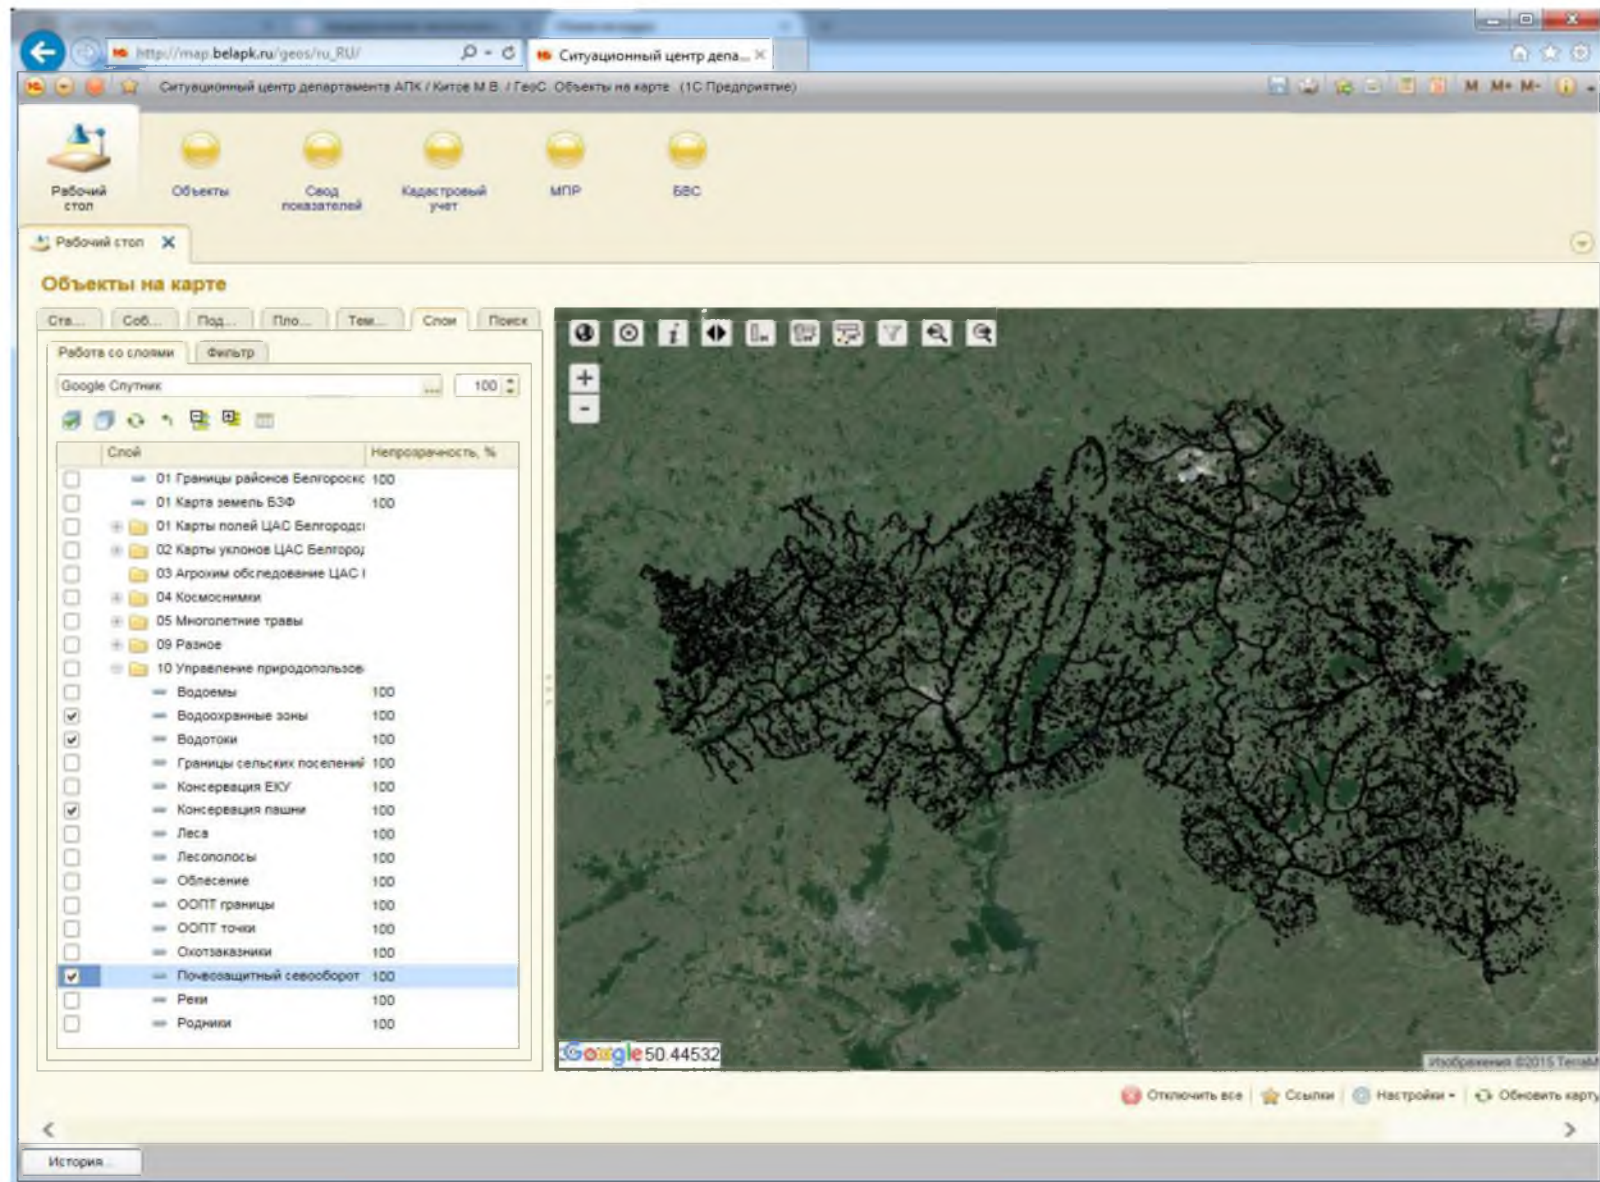 http://map.belapk.ru/geos/ru_RU/
Ситуационный центр депа...
Ситуационный центр департамента АПК / Китов М.В. / ГеоС Объекты на карте (1С Предприятие)
M M+ M-
Рабочий стол
Объекты
Свод показателей
Кадастровый учет
МПР
БВС
Рабочий стол
Объекты на карте
Ста...
Соб...
Под...
Пло...
Тем...
Слои
Поиск
Работа со слоями
Фильтр
Google Спутник
...
100
Слой
Непрозрачность, %
01 Границы районов Белгороскс 100
01 Карта земель БЗФ 100
01 Карты полей ЦАС Белгородс
02 Карты уклонов ЦАС Белгород
03 Агрохим обследование ЦАС
04 Космоснимки
05 Многолетние травы
09 Разное
10 Управление природопользов
Водоемы 100
Водоохранные зоны 100
Водотоки 100
Границы сельских поселений 100
Консервация ЕКУ 100
Консервация пашни 100
Леса 100
Лесополосы 100
Облесение 100
ООПТ границы 100
ООПТ точки 100
Охотзаказники 100
Почвозащитный севооборот 100
Реки 100
Родники 100
Google 50.44532
Изображения ©2015 TerraM
Отключить все
Ссылки
Настройки
Обновить карту
История...